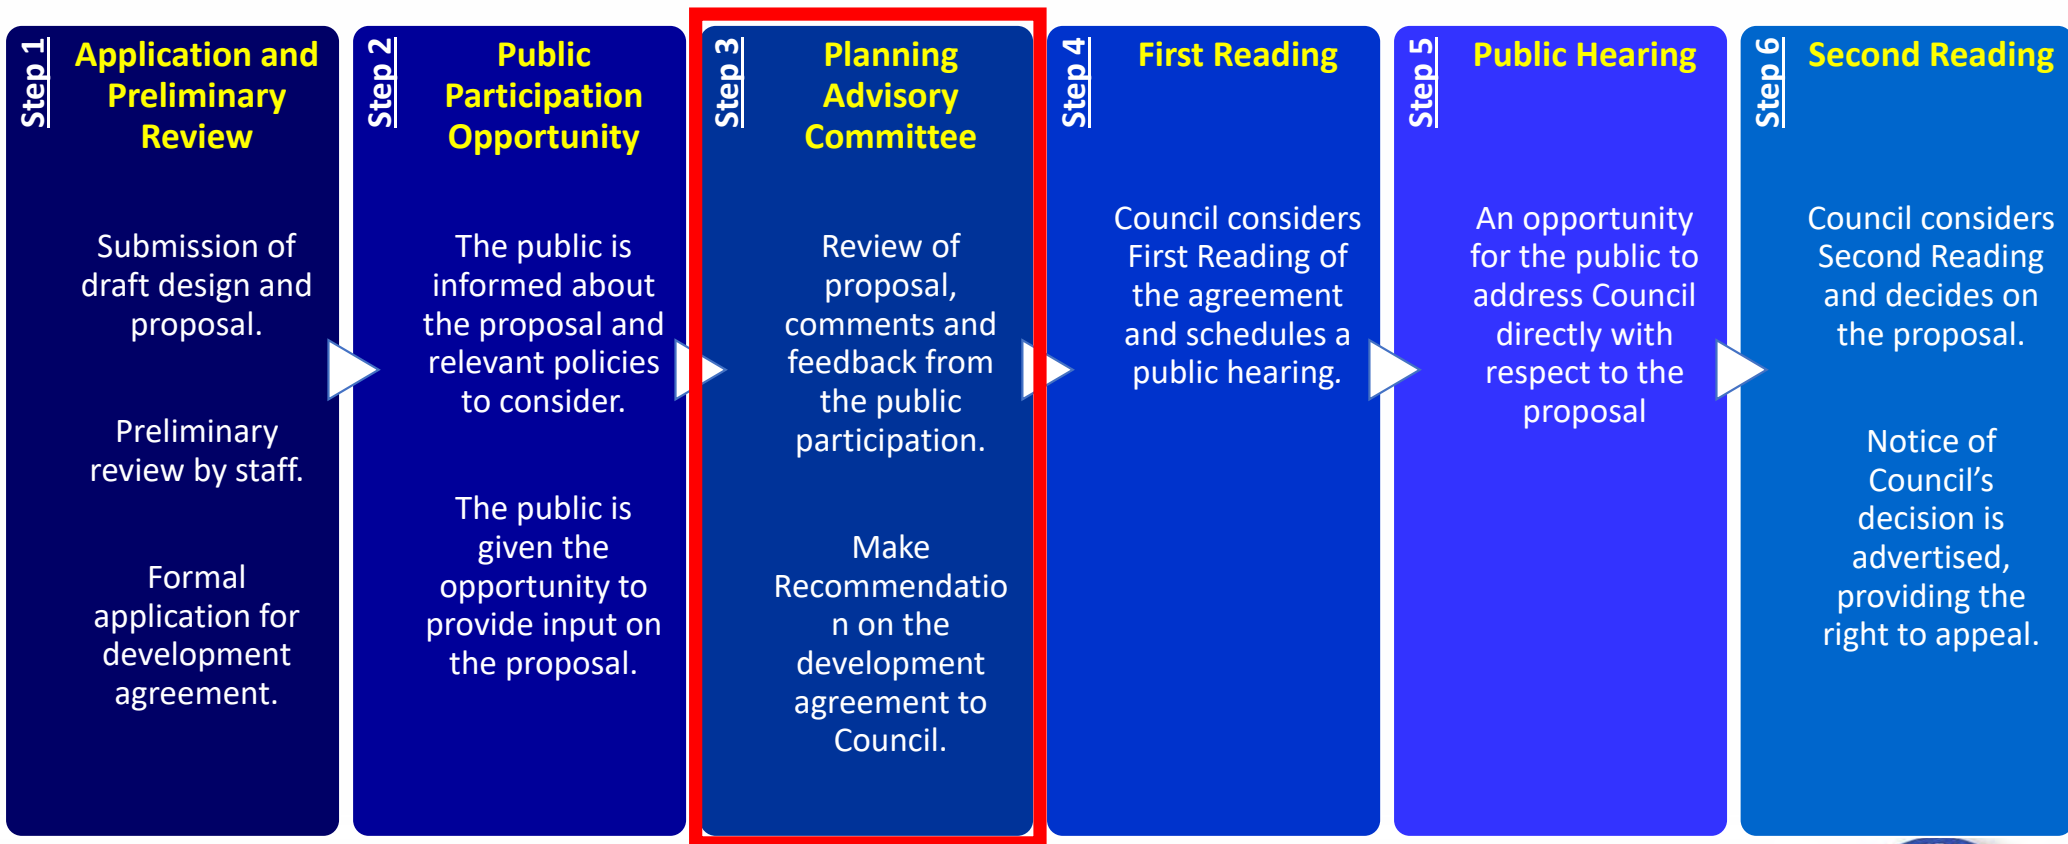 Step 1
Application and
Preliminary
Review
Submission of
draft design and
proposal.
Preliminary
review by staff.
Formal
application for
development
agreement.
Step 2
Public
Participation
Opportunity
The public is
informed about
the proposal and
relevant policies
to consider.
The public is
given the
opportunity to
provide input on
the proposal.
Step 3
Planning
Advisory
Committee
Review of
proposal,
comments and
feedback from
the public
participation.
Make
Recommendatio
n on the
development
agreement to
Council.
Step 4
First Reading
Council considers
First Reading of
the agreement
and schedules a
public hearing.
Step 5
Public Hearing
An opportunity
for the public to
address Council
directly with
respect to the
proposal
Step 6
Second Reading
Council considers
Second Reading
and decides on
the proposal.
Notice of
Council’s
decision is
advertised,
providing the
right to appeal.